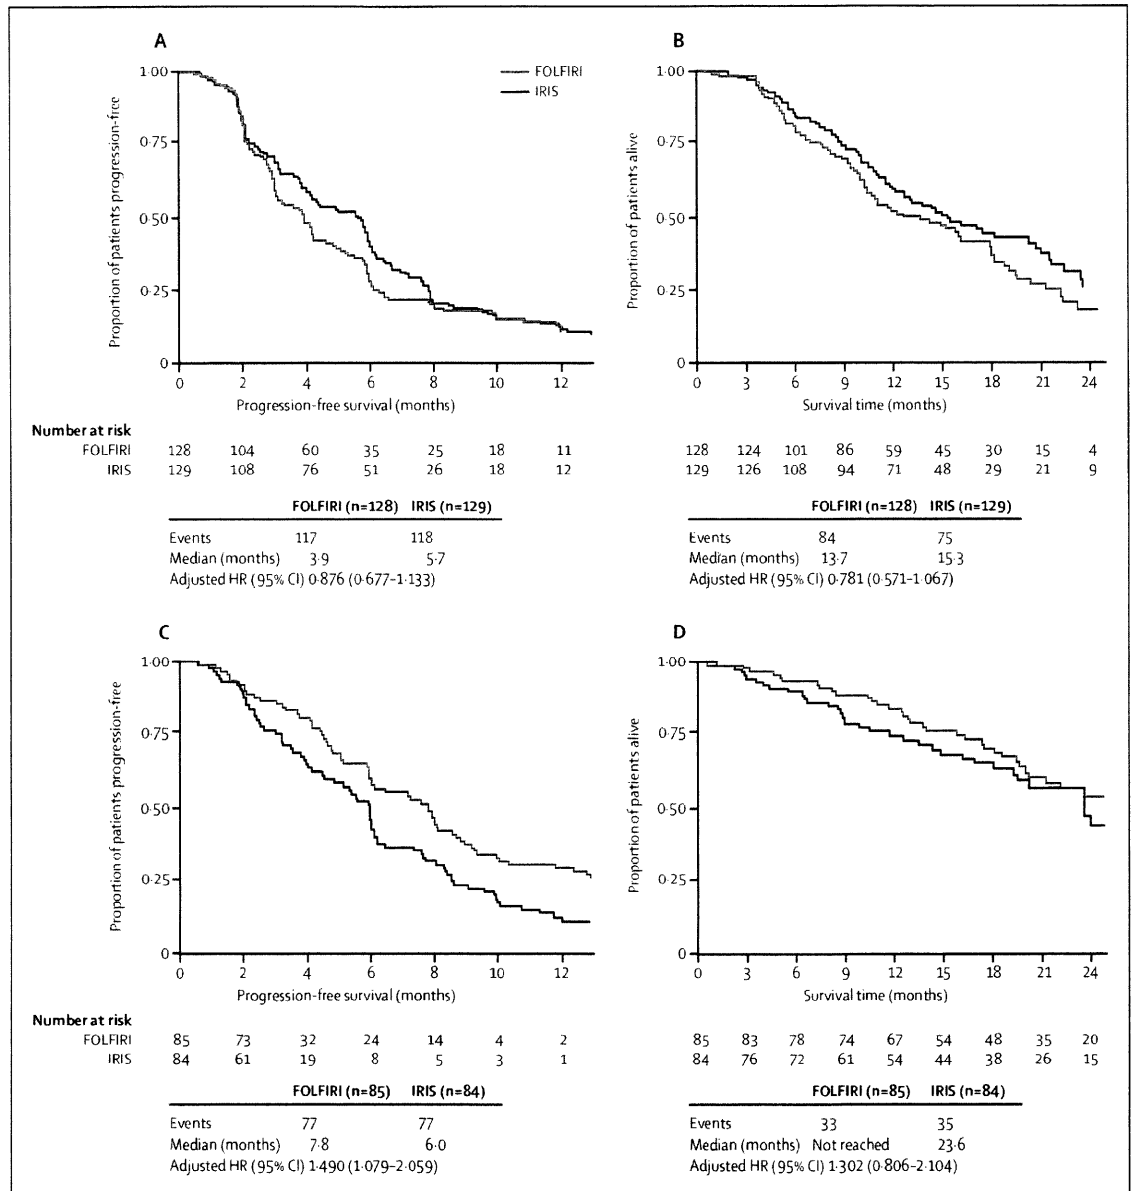 A
Proportion of patients progression-free
1·00
0·75
0·50
0·25
0
FOLFIRI
IRIS
0 2 4 6 8 10 12
Progression-free survival (months)
B
Proportion of patients alive
1·00
0·75
0·50
0·25
0
0 3 6 9 12 15 18 21 24
Survival time (months)
Number at risk
FOLFIRI 128 104 60 35 25 18 11
IRIS 129 108 76 51 26 18 12
128 124 101 86 59 45 30 15 4
129 126 108 94 71 48 29 21 9
FOLFIRI (n=128) IRIS (n=129)
Events 117 118
Median (months) 3·9 5·7
Adjusted HR (95% CI) 0·876 (0·677–1·133)
FOLFIRI (n=128) IRIS (n=129)
Events 84 75
Median (months) 13·7 15·3
Adjusted HR (95% CI) 0·781 (0·571–1·067)
C
Proportion of patients progression-free
1·00
0·75
0·50
0·25
0
0 2 4 6 8 10 12
Progression-free survival (months)
D
Proportion of patients alive
1·00
0·75
0·50
0·25
0
0 3 6 9 12 15 18 21 24
Survival time (months)
Number at risk
FOLFIRI 85 73 32 24 14 4 2
IRIS 84 61 19 8 5 3 1
85 83 78 74 67 54 48 35 20
84 76 72 61 54 44 38 26 15
FOLFIRI (n=85) IRIS (n=84)
Events 77 77
Median (months) 7·8 6·0
Adjusted HR (95% CI) 1·490 (1·079–2·059)
FOLFIRI (n=85) IRIS (n=84)
Events 33 35
Median (months) Not reached 23·6
Adjusted HR (95% CI) 1·302 (0·806–2·104)